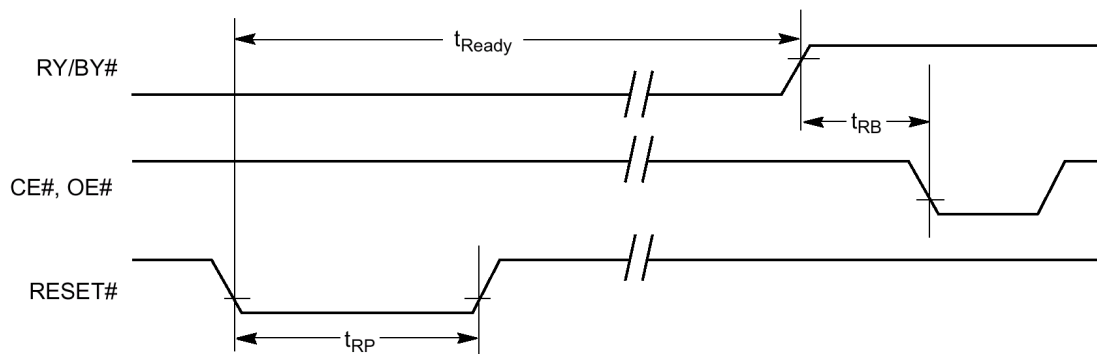 tReady
RY/BY#
tRB
CE#, OE#
RESET#
tRP